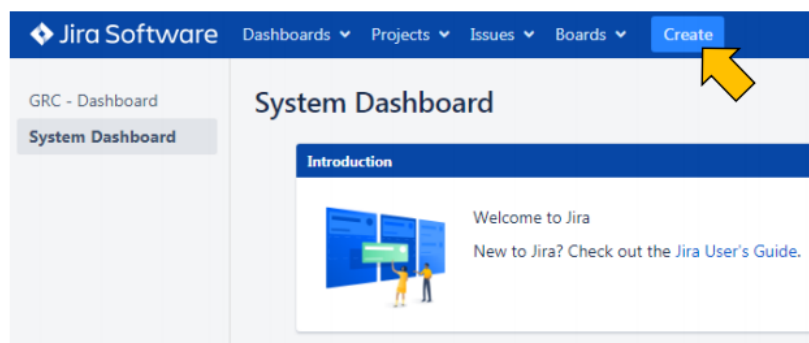 Jira Software Dashboards Projects Issues Boards Create
GRC - Dashboard
System Dashboard
System Dashboard
Introduction
Welcome to Jira
New to Jira? Check out the Jira User's Guide.